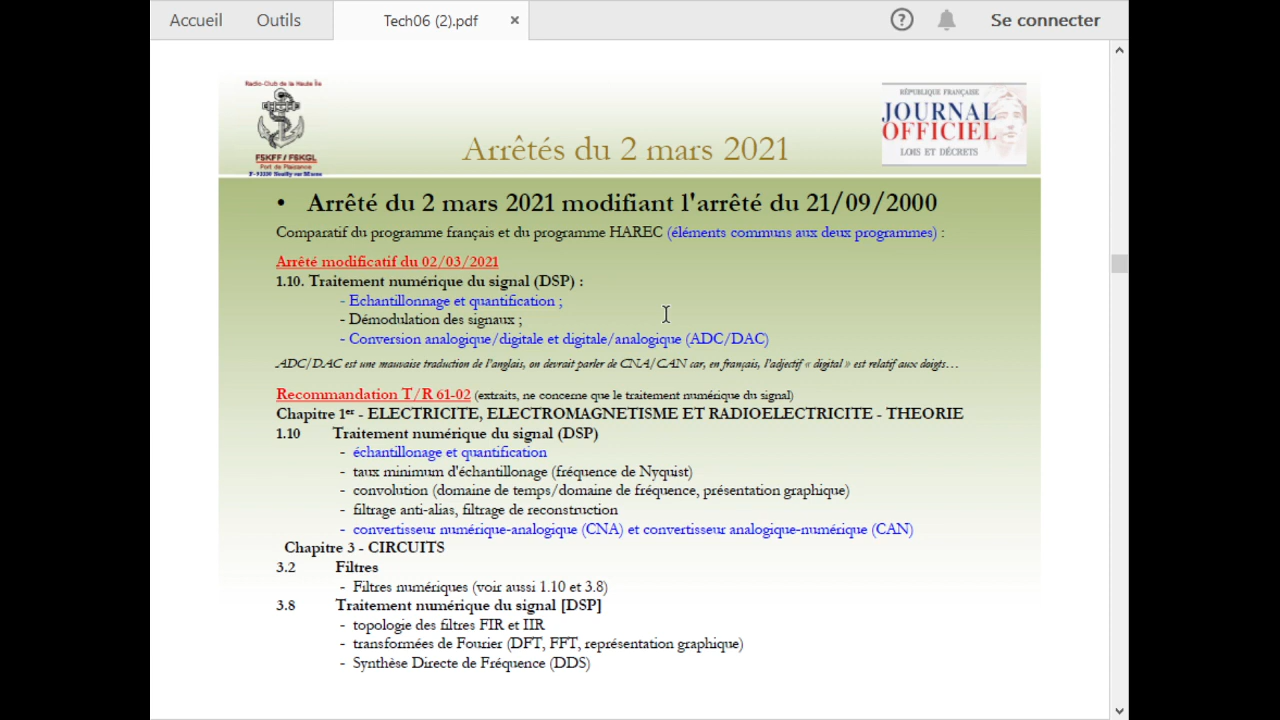 Accueil
Outils
Tech06 (2).pdf
×
?
Se connecter
Radio-Club de la Haute Île
F5KFF / F5KGL
Port de Plaisance
F-93330 Neuilly sur Marne
RÉPUBLIQUE FRANÇAISE
JOURNAL
OFFICIEL
LOIS ET DÉCRETS
Arrêtés du 2 mars 2021
• Arrêté du 2 mars 2021 modifiant l'arrêté du 21/09/2000
Comparatif du programme français et du programme HAREC (éléments communs aux deux programmes) :
Arrêté modificatif du 02/03/2021
1.10. Traitement numérique du signal (DSP) :
- Echantillonnage et quantification ;
- Démodulation des signaux ;
- Conversion analogique/digitale et digitale/analogique (ADC/DAC)
ADC/DAC est une mauvaise traduction de l'anglais, on devrait parler de CNA/CAN car, en français, l'adjectif « digital » est relatif aux doigts…
Recommandation T/R 61-02 (extraits, ne concerne que le traitement numérique du signal)
Chapitre 1er - ELECTRICITE, ELECTROMAGNETISME ET RADIOELECTRICITE - THEORIE
1.10 Traitement numérique du signal (DSP)
- échantillonage et quantification
- taux minimum d'échantillonage (fréquence de Nyquist)
- convolution (domaine de temps/domaine de fréquence, présentation graphique)
- filtrage anti-alias, filtrage de reconstruction
- convertisseur numérique-analogique (CNA) et convertisseur analogique-numérique (CAN)
Chapitre 3 - CIRCUITS
3.2 Filtres
- Filtres numériques (voir aussi 1.10 et 3.8)
3.8 Traitement numérique du signal [DSP]
- topologie des filtres FIR et IIR
- transformées de Fourier (DFT, FFT, représentation graphique)
- Synthèse Directe de Fréquence (DDS)